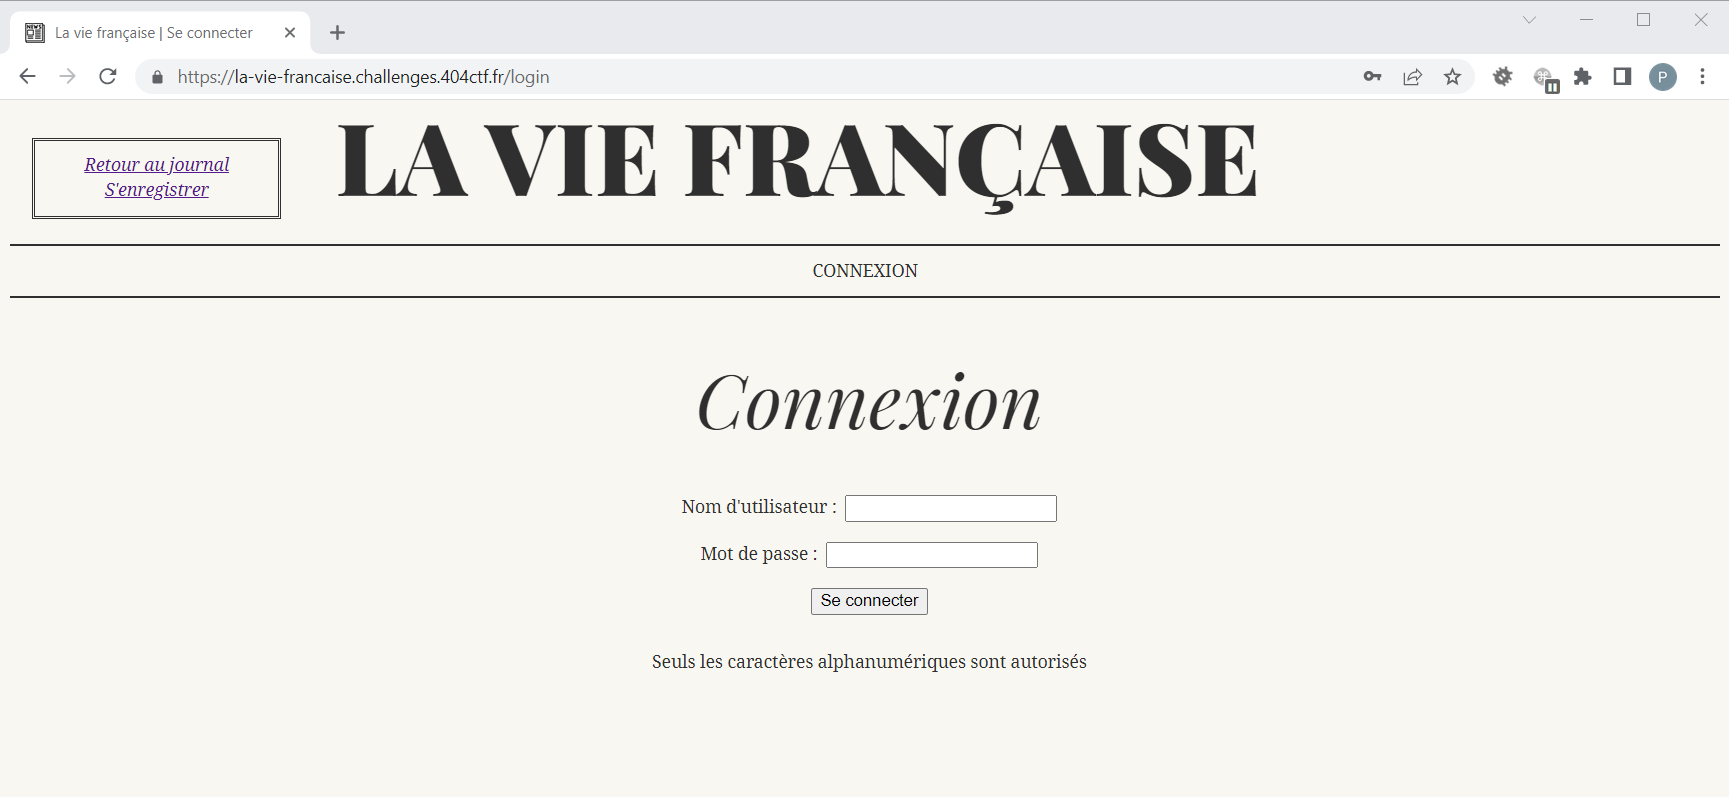 La vie française | Se connecter
https://la-vie-francaise.challenges.404ctf.fr/login
P
Retour au journal
S'enregistrer
LA VIE FRANÇAISE
CONNEXION
Connexion
Nom d'utilisateur :
Mot de passe :
Se connecter
Seuls les caractères alphanumériques sont autorisés